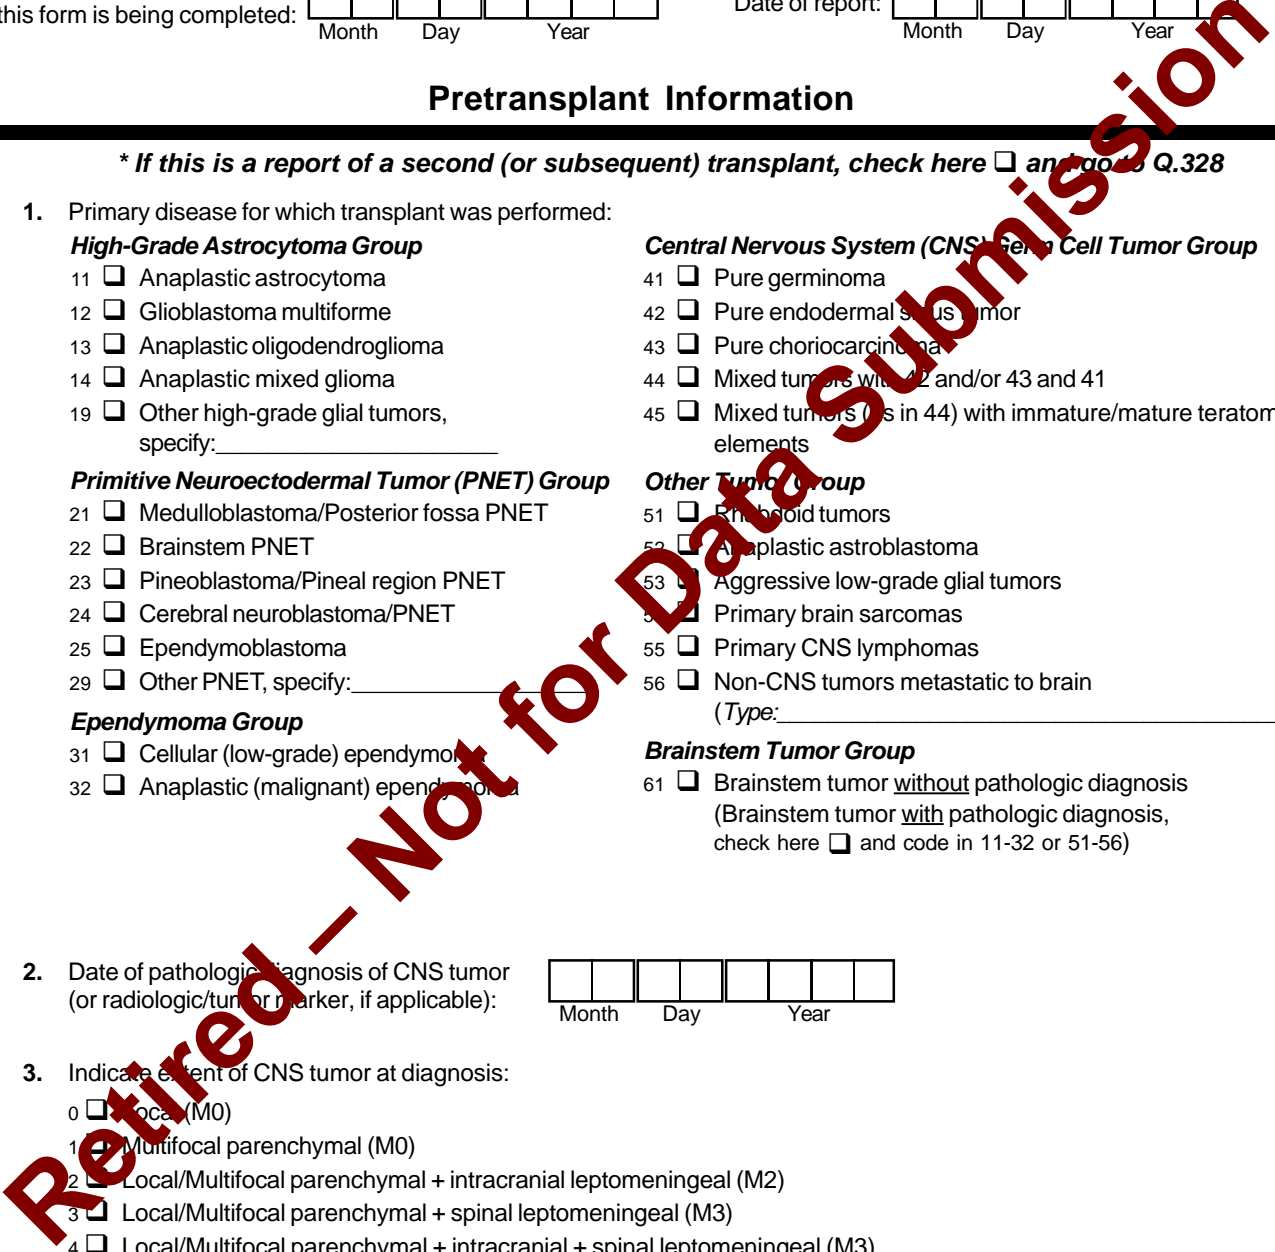 this form is being completed:
Month Day Year
Date of report:
Month Day Year
Pretransplant Information
* If this is a report of a second (or subsequent) transplant, check here ❑ and go to Q.328
1. Primary disease for which transplant was performed:
High-Grade Astrocytoma Group
11 ❑ Anaplastic astrocytoma
12 ❑ Glioblastoma multiforme
13 ❑ Anaplastic oligodendroglioma
14 ❑ Anaplastic mixed glioma
19 ❑ Other high-grade glial tumors,
specify:______________________
Primitive Neuroectodermal Tumor (PNET) Group
21 ❑ Medulloblastoma/Posterior fossa PNET
22 ❑ Brainstem PNET
23 ❑ Pineoblastoma/Pineal region PNET
24 ❑ Cerebral neuroblastoma/PNET
25 ❑ Ependymoblastoma
29 ❑ Other PNET, specify:__________________
Ependymoma Group
31 ❑ Cellular (low-grade) ependymoma
32 ❑ Anaplastic (malignant) ependymoma
Central Nervous System (CNS) Germ Cell Tumor Group
41 ❑ Pure germinoma
42 ❑ Pure endodermal sinus tumor
43 ❑ Pure choriocarcinoma
44 ❑ Mixed tumors with 42 and/or 43 and 41
45 ❑ Mixed tumors (as in 44) with immature/mature teratom
elements
Other Tumor Group
51 ❑ Rhabdoid tumors
52 ❑ Anaplastic astroblastoma
53 ❑ Aggressive low-grade glial tumors
❑ Primary brain sarcomas
55 ❑ Primary CNS lymphomas
56 ❑ Non-CNS tumors metastatic to brain
(Type:______________________________________
Brainstem Tumor Group
61 ❑ Brainstem tumor without pathologic diagnosis
(Brainstem tumor with pathologic diagnosis,
check here ❑ and code in 11-32 or 51-56)
2. Date of pathologic diagnosis of CNS tumor
(or radiologic/tumor marker, if applicable):
Month Day Year
3. Indicate extent of CNS tumor at diagnosis:
0 ❑ Local (M0)
1 ❑ Multifocal parenchymal (M0)
2 ❑ Local/Multifocal parenchymal + intracranial leptomeningeal (M2)
3 ❑ Local/Multifocal parenchymal + spinal leptomeningeal (M3)
4 ❑ Local/Multifocal parenchymal + intracranial + spinal leptomeningeal (M3)
Retired – Not for Data Submission